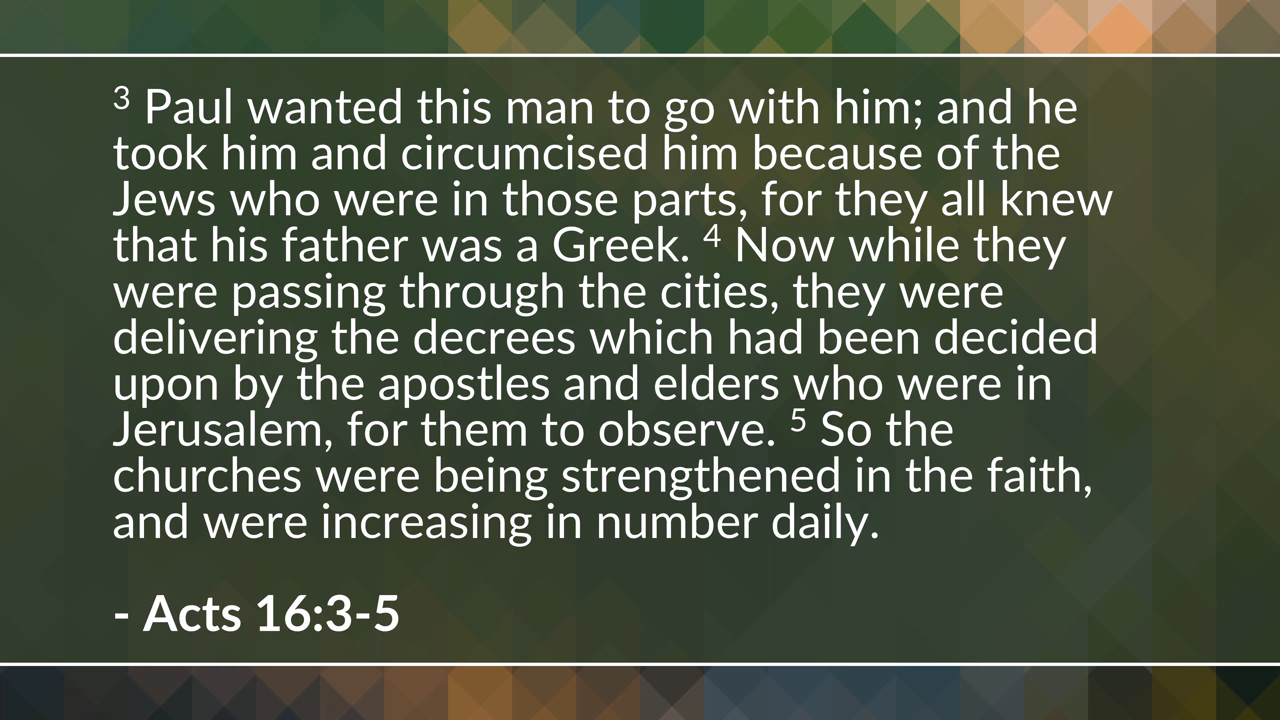 3 Paul wanted this man to go with him; and he
took him and circumcised him because of the
Jews who were in those parts, for they all knew
that his father was a Greek. 4 Now while they
were passing through the cities, they were
delivering the decrees which had been decided
upon by the apostles and elders who were in
Jerusalem, for them to observe. 5 So the
churches were being strengthened in the faith,
and were increasing in number daily.
- Acts 16:3-5